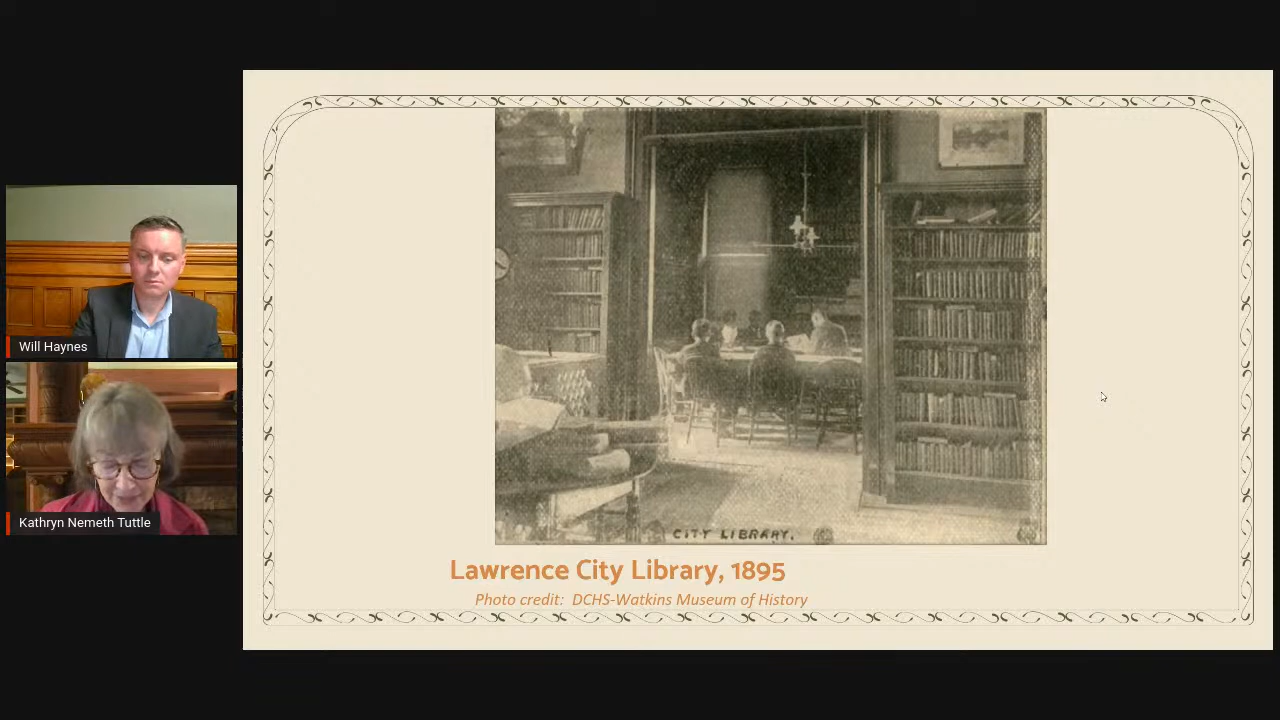 Will Haynes
Kathryn Nemeth Tuttle
CITY LIBRARY.
Lawrence City Library, 1895
Photo credit: DCHS-Watkins Museum of History